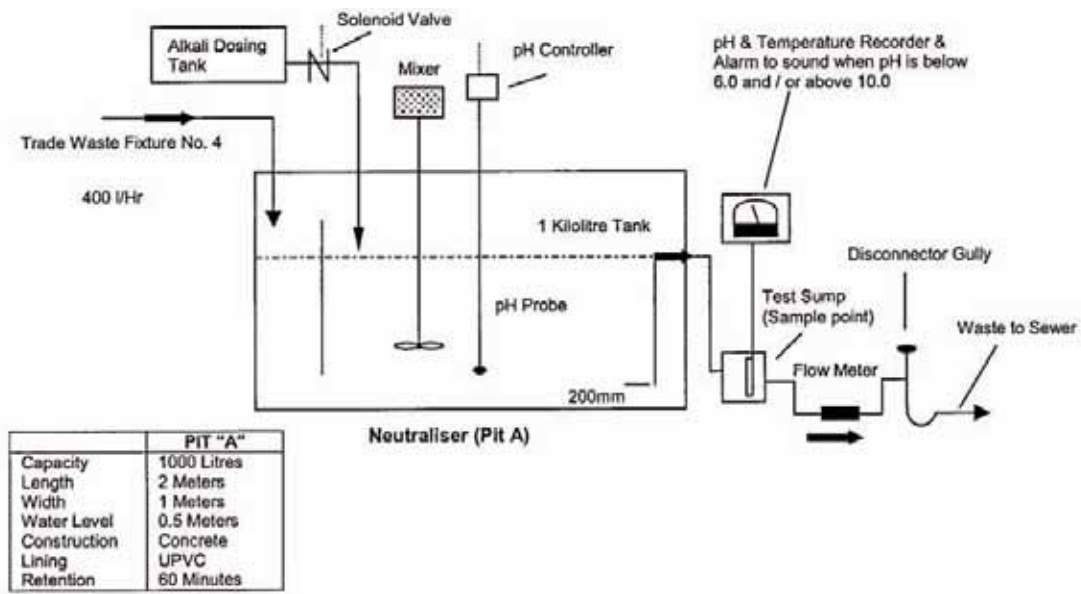 Solenoid Valve
Alkali Dosing
Tank
Mixer
pH Controller
pH & Temperature Recorder &
Alarm to sound when pH is below
6.0 and / or above 10.0
Trade Waste Fixture No. 4
400 l/Hr
1 Kilolitre Tank
Disconnector Gully
pH Probe
Test Sump
(Sample point)
Waste to Sewer
Flow Meter
200mm
Neutraliser (Pit A)
PIT "A"
Capacity 1000 Litres
Length 2 Meters
Width 1 Meters
Water Level 0.5 Meters
Construction Concrete
Lining UPVC
Retention 60 Minutes